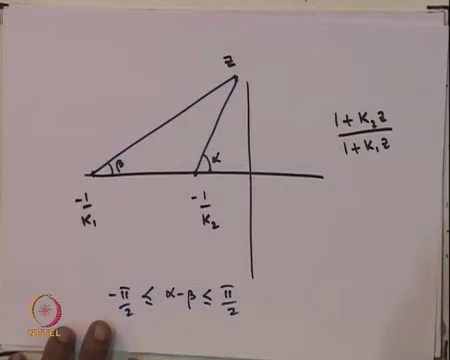 z
1 + K₂ z
1 + K₁ z
β
α
-1
K₁
-1
K₂
-π/2 ≤ α-β ≤ π/2
NPTEL